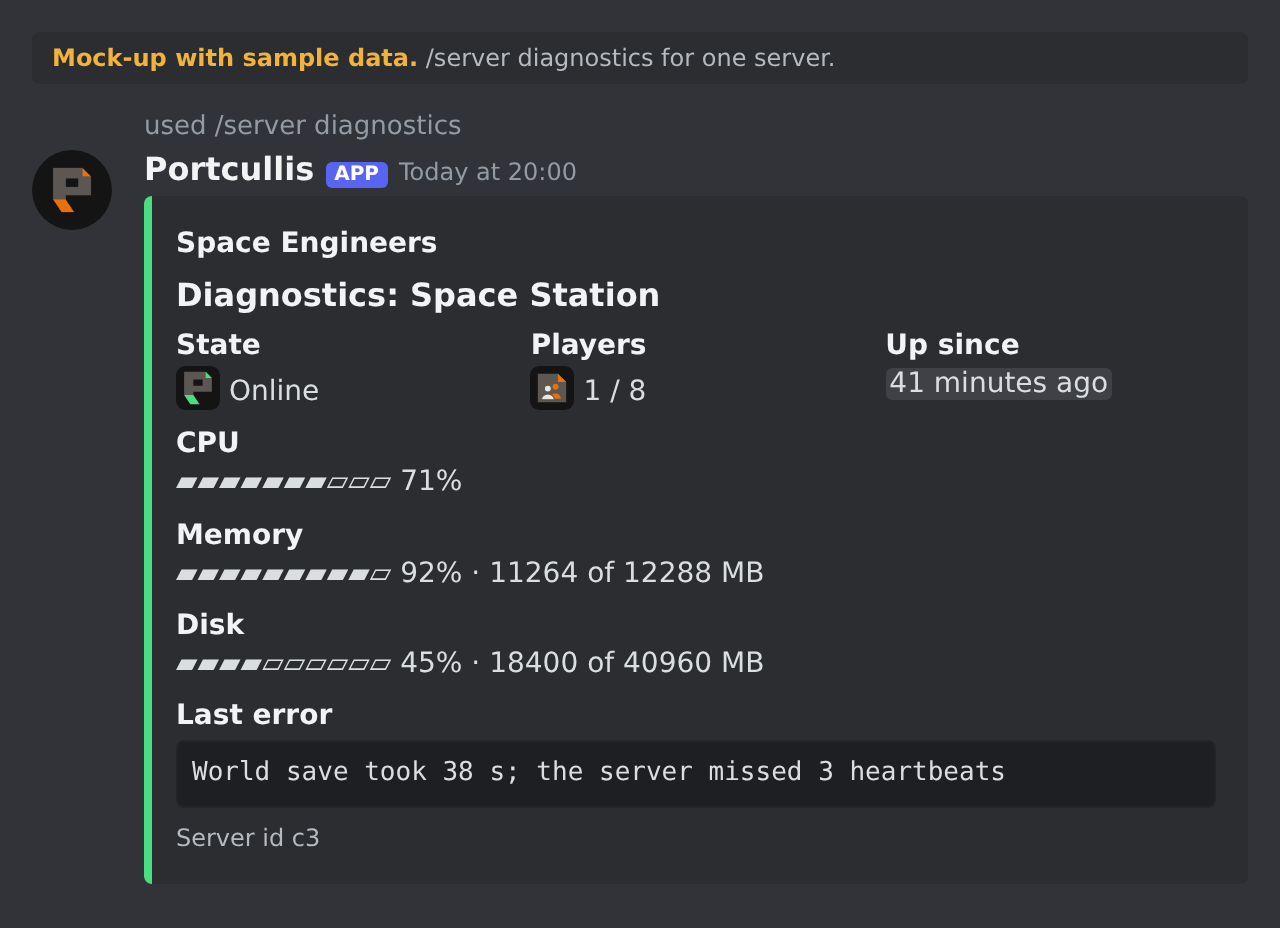 Mock-up with sample data. /server diagnostics for one server.
used /server diagnostics
Portcullis APP Today at 20:00
Space Engineers
Diagnostics: Space Station
State Players Up since
Online 1 / 8 41 minutes ago
CPU
▰▰▰▰▰▰▰▱▱▱ 71%
Memory
▰▰▰▰▰▰▰▰▰▱ 92% · 11264 of 12288 MB
Disk
▰▰▰▰▱▱▱▱▱▱ 45% · 18400 of 40960 MB
Last error
World save took 38 s; the server missed 3 heartbeats
Server id c3